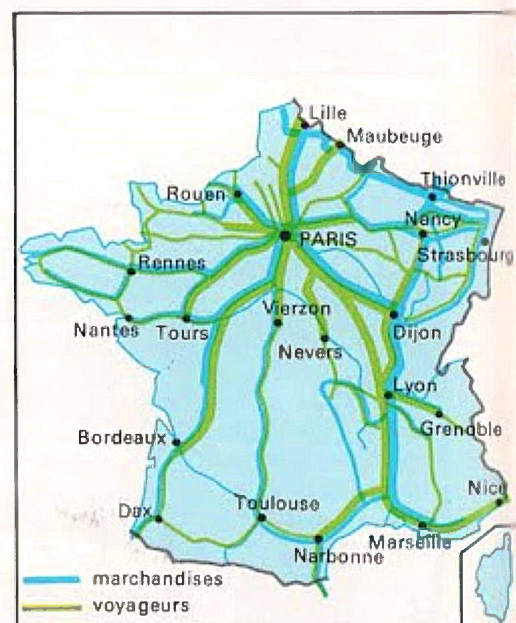 Lille
Maubeuge
Thionville
Rouen
Nancy
PARIS
Strasbourg
Rennes
Vierzon
Nantes
Tours
Dijon
Nevers
Lyon
Grenoble
Bordeaux
Nice
Dax
Toulouse
Marseille
Narbonne
marchandises
voyageurs